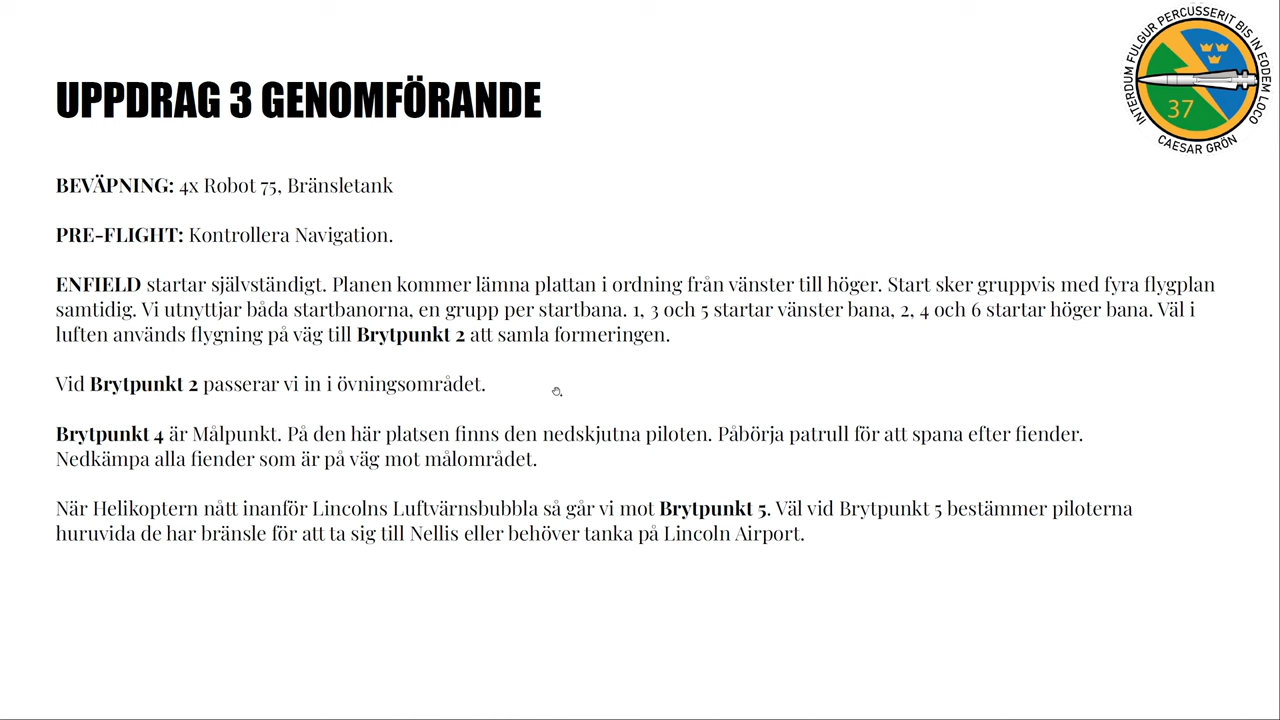 INTERDUM FULGUR PERCUSSERIT BIS IN EODEM LOCO
37
CAESAR GRÖN
UPPDRAG 3 GENOMFÖRANDE
BEVÄPNING: 4x Robot 75, Bränsletank
PRE-FLIGHT: Kontrollera Navigation.
ENFIELD startar självständigt. Planen kommer lämna plattan i ordning från vänster till höger. Start sker gruppvis med fyra flygplan
samtidig. Vi utnyttjar båda startbanorna, en grupp per startbana. 1, 3 och 5 startar vänster bana, 2, 4 och 6 startar höger bana. Väl i
luften används flygning på väg till Brytpunkt 2 att samla formeringen.
Vid Brytpunkt 2 passerar vi in i övningsområdet.
Brytpunkt 4 är Målpunkt. På den här platsen finns den nedskjutna piloten. Påbörja patrull för att spana efter fiender.
Nedkämpa alla fiender som är på väg mot målområdet.
När Helikoptern nått inanför Lincolns Luftvärnsbubbla så går vi mot Brytpunkt 5. Väl vid Brytpunkt 5 bestämmer piloterna
huruvida de har bränsle för att ta sig till Nellis eller behöver tanka på Lincoln Airport.